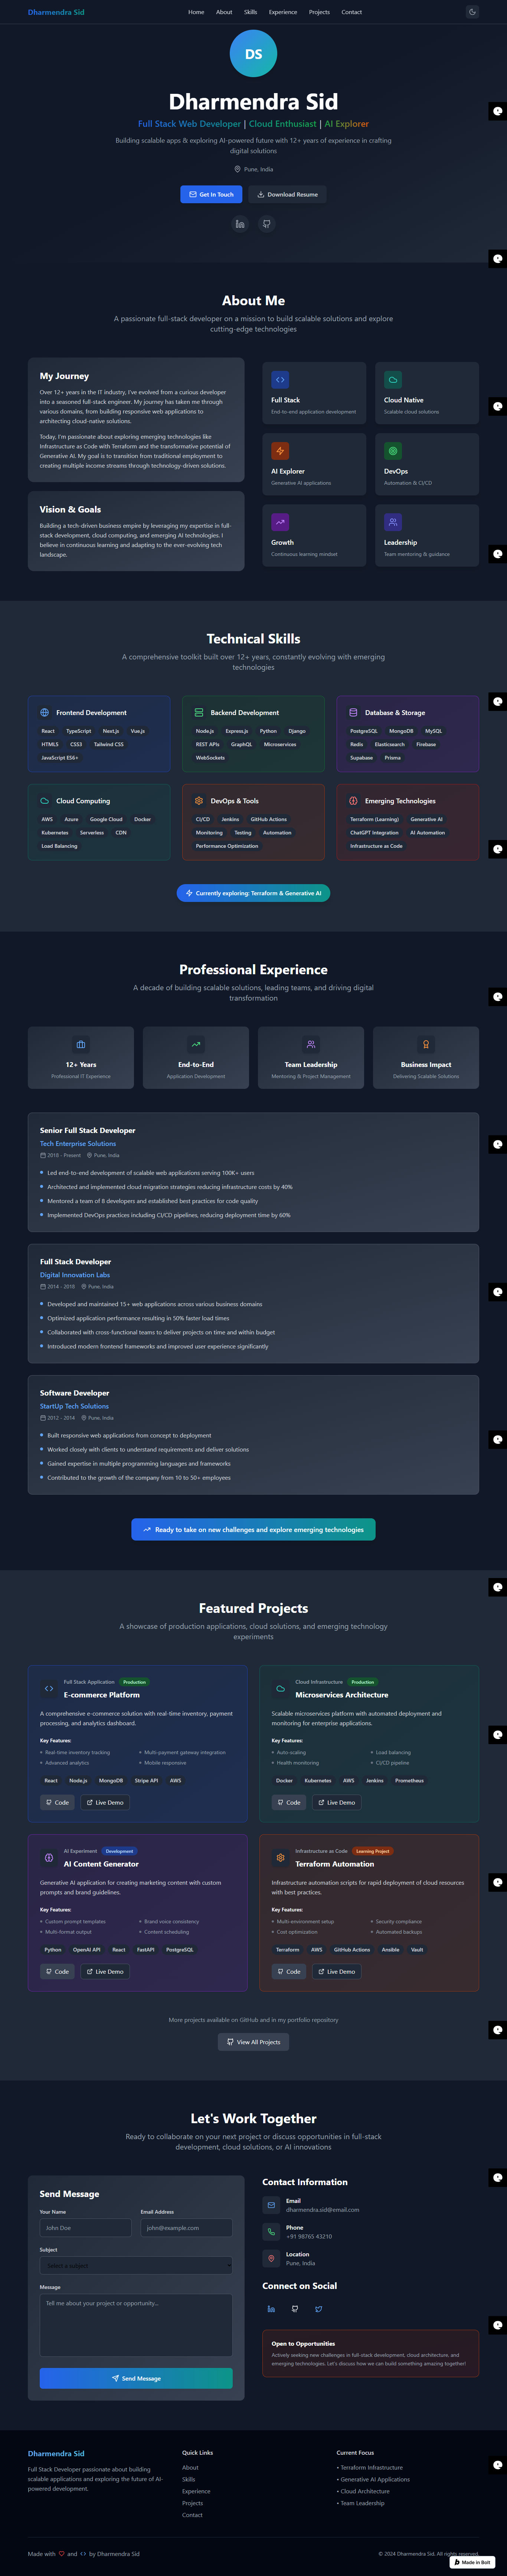 Dharmendra Sid
Home
About
Skills
Experience
Projects
Contact
DS
Dharmendra Sid
Full Stack Web Developer | Cloud Enthusiast | AI Explorer
Building scalable apps & exploring AI-powered future with 12+ years of experience in crafting
digital solutions
Pune, India
Get In Touch
Download Resume
About Me
A passionate full-stack developer on a mission to build scalable solutions and explore
cutting-edge technologies
My Journey
Over 12+ years in the IT industry, I've evolved from a curious developer
into a seasoned full-stack engineer. My journey has taken me through
various domains, from building responsive web applications to
architecting cloud-native solutions.
Today, I'm passionate about exploring emerging technologies like
Infrastructure as Code with Terraform and the transformative potential of
Generative AI. My goal is to transition from traditional employment to
creating multiple income streams through technology-driven solutions.
Vision & Goals
Building a tech-driven business empire by leveraging my expertise in full-
stack development, cloud computing, and emerging AI technologies. I
believe in continuous learning and adapting to the ever-evolving tech
landscape.
Full Stack
End-to-end application development
Cloud Native
Scalable cloud solutions
AI Explorer
Generative AI applications
DevOps
Automation & CI/CD
Growth
Continuous learning mindset
Leadership
Team mentoring & guidance
Technical Skills
A comprehensive toolkit built over 12+ years, constantly evolving with emerging
technologies
Frontend Development
React TypeScript Next.js Vue.js
HTML5 CSS3 Tailwind CSS
JavaScript ES6+
Backend Development
Node.js Express.js Python Django
REST APIs GraphQL Microservices
WebSockets
Database & Storage
PostgreSQL MongoDB MySQL
Redis Elasticsearch Firebase
Supabase Prisma
Cloud Computing
AWS Azure Google Cloud Docker
Kubernetes Serverless CDN
Load Balancing
DevOps & Tools
CI/CD Jenkins GitHub Actions
Monitoring Testing Automation
Performance Optimization
Emerging Technologies
Terraform (Learning) Generative AI
ChatGPT Integration AI Automation
Infrastructure as Code
Currently exploring: Terraform & Generative AI
Professional Experience
A decade of building scalable solutions, leading teams, and driving digital
transformation
12+ Years
Professional IT Experience
End-to-End
Application Development
Team Leadership
Mentoring & Project Management
Business Impact
Delivering Scalable Solutions
Senior Full Stack Developer
Tech Enterprise Solutions
2018 - Present Pune, India
Led end-to-end development of scalable web applications serving 100K+ users
Architected and implemented cloud migration strategies reducing infrastructure costs by 40%
Mentored a team of 8 developers and established best practices for code quality
Implemented DevOps practices including CI/CD pipelines, reducing deployment time by 60%
Full Stack Developer
Digital Innovation Labs
2014 - 2018 Pune, India
Developed and maintained 15+ web applications across various business domains
Optimized application performance resulting in 50% faster load times
Collaborated with cross-functional teams to deliver projects on time and within budget
Introduced modern frontend frameworks and improved user experience significantly
Software Developer
StartUp Tech Solutions
2012 - 2014 Pune, India
Built responsive web applications from concept to deployment
Worked closely with clients to understand requirements and deliver solutions
Gained expertise in multiple programming languages and frameworks
Contributed to the growth of the company from 10 to 50+ employees
Ready to take on new challenges and explore emerging technologies
Featured Projects
A showcase of production applications, cloud solutions, and emerging technology
experiments
Full Stack Application Production
E-commerce Platform
A comprehensive e-commerce solution with real-time inventory, payment
processing, and analytics dashboard.
Key Features:
Real-time inventory tracking Multi-payment gateway integration
Advanced analytics Mobile responsive
React Node.js MongoDB Stripe API AWS
Code Live Demo
Cloud Infrastructure Production
Microservices Architecture
Scalable microservices platform with automated deployment and
monitoring for enterprise applications.
Key Features:
Auto-scaling Load balancing
Health monitoring CI/CD pipeline
Docker Kubernetes AWS Jenkins Prometheus
Code Live Demo
AI Experiment Development
AI Content Generator
Generative AI application for creating marketing content with custom
prompts and brand guidelines.
Key Features:
Custom prompt templates Brand voice consistency
Multi-format output Content scheduling
Python OpenAI API React FastAPI PostgreSQL
Code Live Demo
Infrastructure as Code Learning Project
Terraform Automation
Infrastructure automation scripts for rapid deployment of cloud resources
with best practices.
Key Features:
Multi-environment setup Security compliance
Cost optimization Automated backups
Terraform AWS GitHub Actions Ansible Vault
Code Live Demo
More projects available on GitHub and in my portfolio repository
View All Projects
Let's Work Together
Ready to collaborate on your next project or discuss opportunities in full-stack
development, cloud solutions, or AI innovations
Send Message
Your Name Email Address
John Doe john@example.com
Subject
Select a subject
Message
Tell me about your project or opportunity...
Send Message
Contact Information
Email
dharmendra.sid@email.com
Phone
+91 98765 43210
Location
Pune, India
Connect on Social
Open to Opportunities
Actively seeking new challenges in full-stack development, cloud architecture, and
emerging technologies. Let's discuss how we can build something amazing together!
Dharmendra Sid
Full Stack Developer passionate about building
scalable applications and exploring the future of AI-
powered development.
Quick Links
About
Skills
Experience
Projects
Contact
Current Focus
• Terraform Infrastructure
• Generative AI Applications
• Cloud Architecture
• Team Leadership
Made with and by Dharmendra Sid
© 2024 Dharmendra Sid. All rights reserved.
Made in Bolt